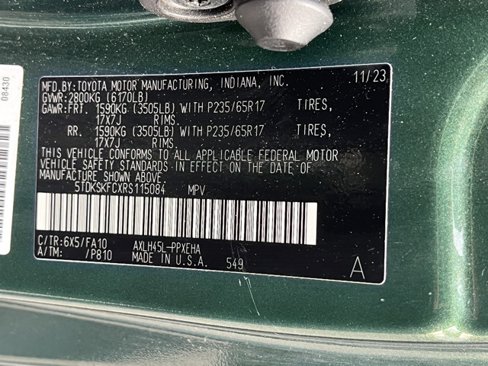 MFD. BY: TOYOTA MOTOR MANUFACTURING, INDIANA, INC. 11/23
GVWR: 2800KG (6170LB)
GAWR: FRT. 1590KG (3505LB) WITH P235/65R17 TIRES,
17X7J RIMS.
RR. 1590KG (3505LB) WITH P235/65R17 TIRES,
17X7J RIMS.
THIS VEHICLE CONFORMS TO ALL APPLICABLE FEDERAL MOTOR
VEHICLE SAFETY STANDARDS IN EFFECT ON THE DATE OF
MANUFACTURE SHOWN ABOVE.
5TDKSKFCXRS115084 MPV
C/TR: 6X5/FA10 AXLH45L-PPXEHA
A/TM: /P810 MADE IN U.S.A. 549 A
08430